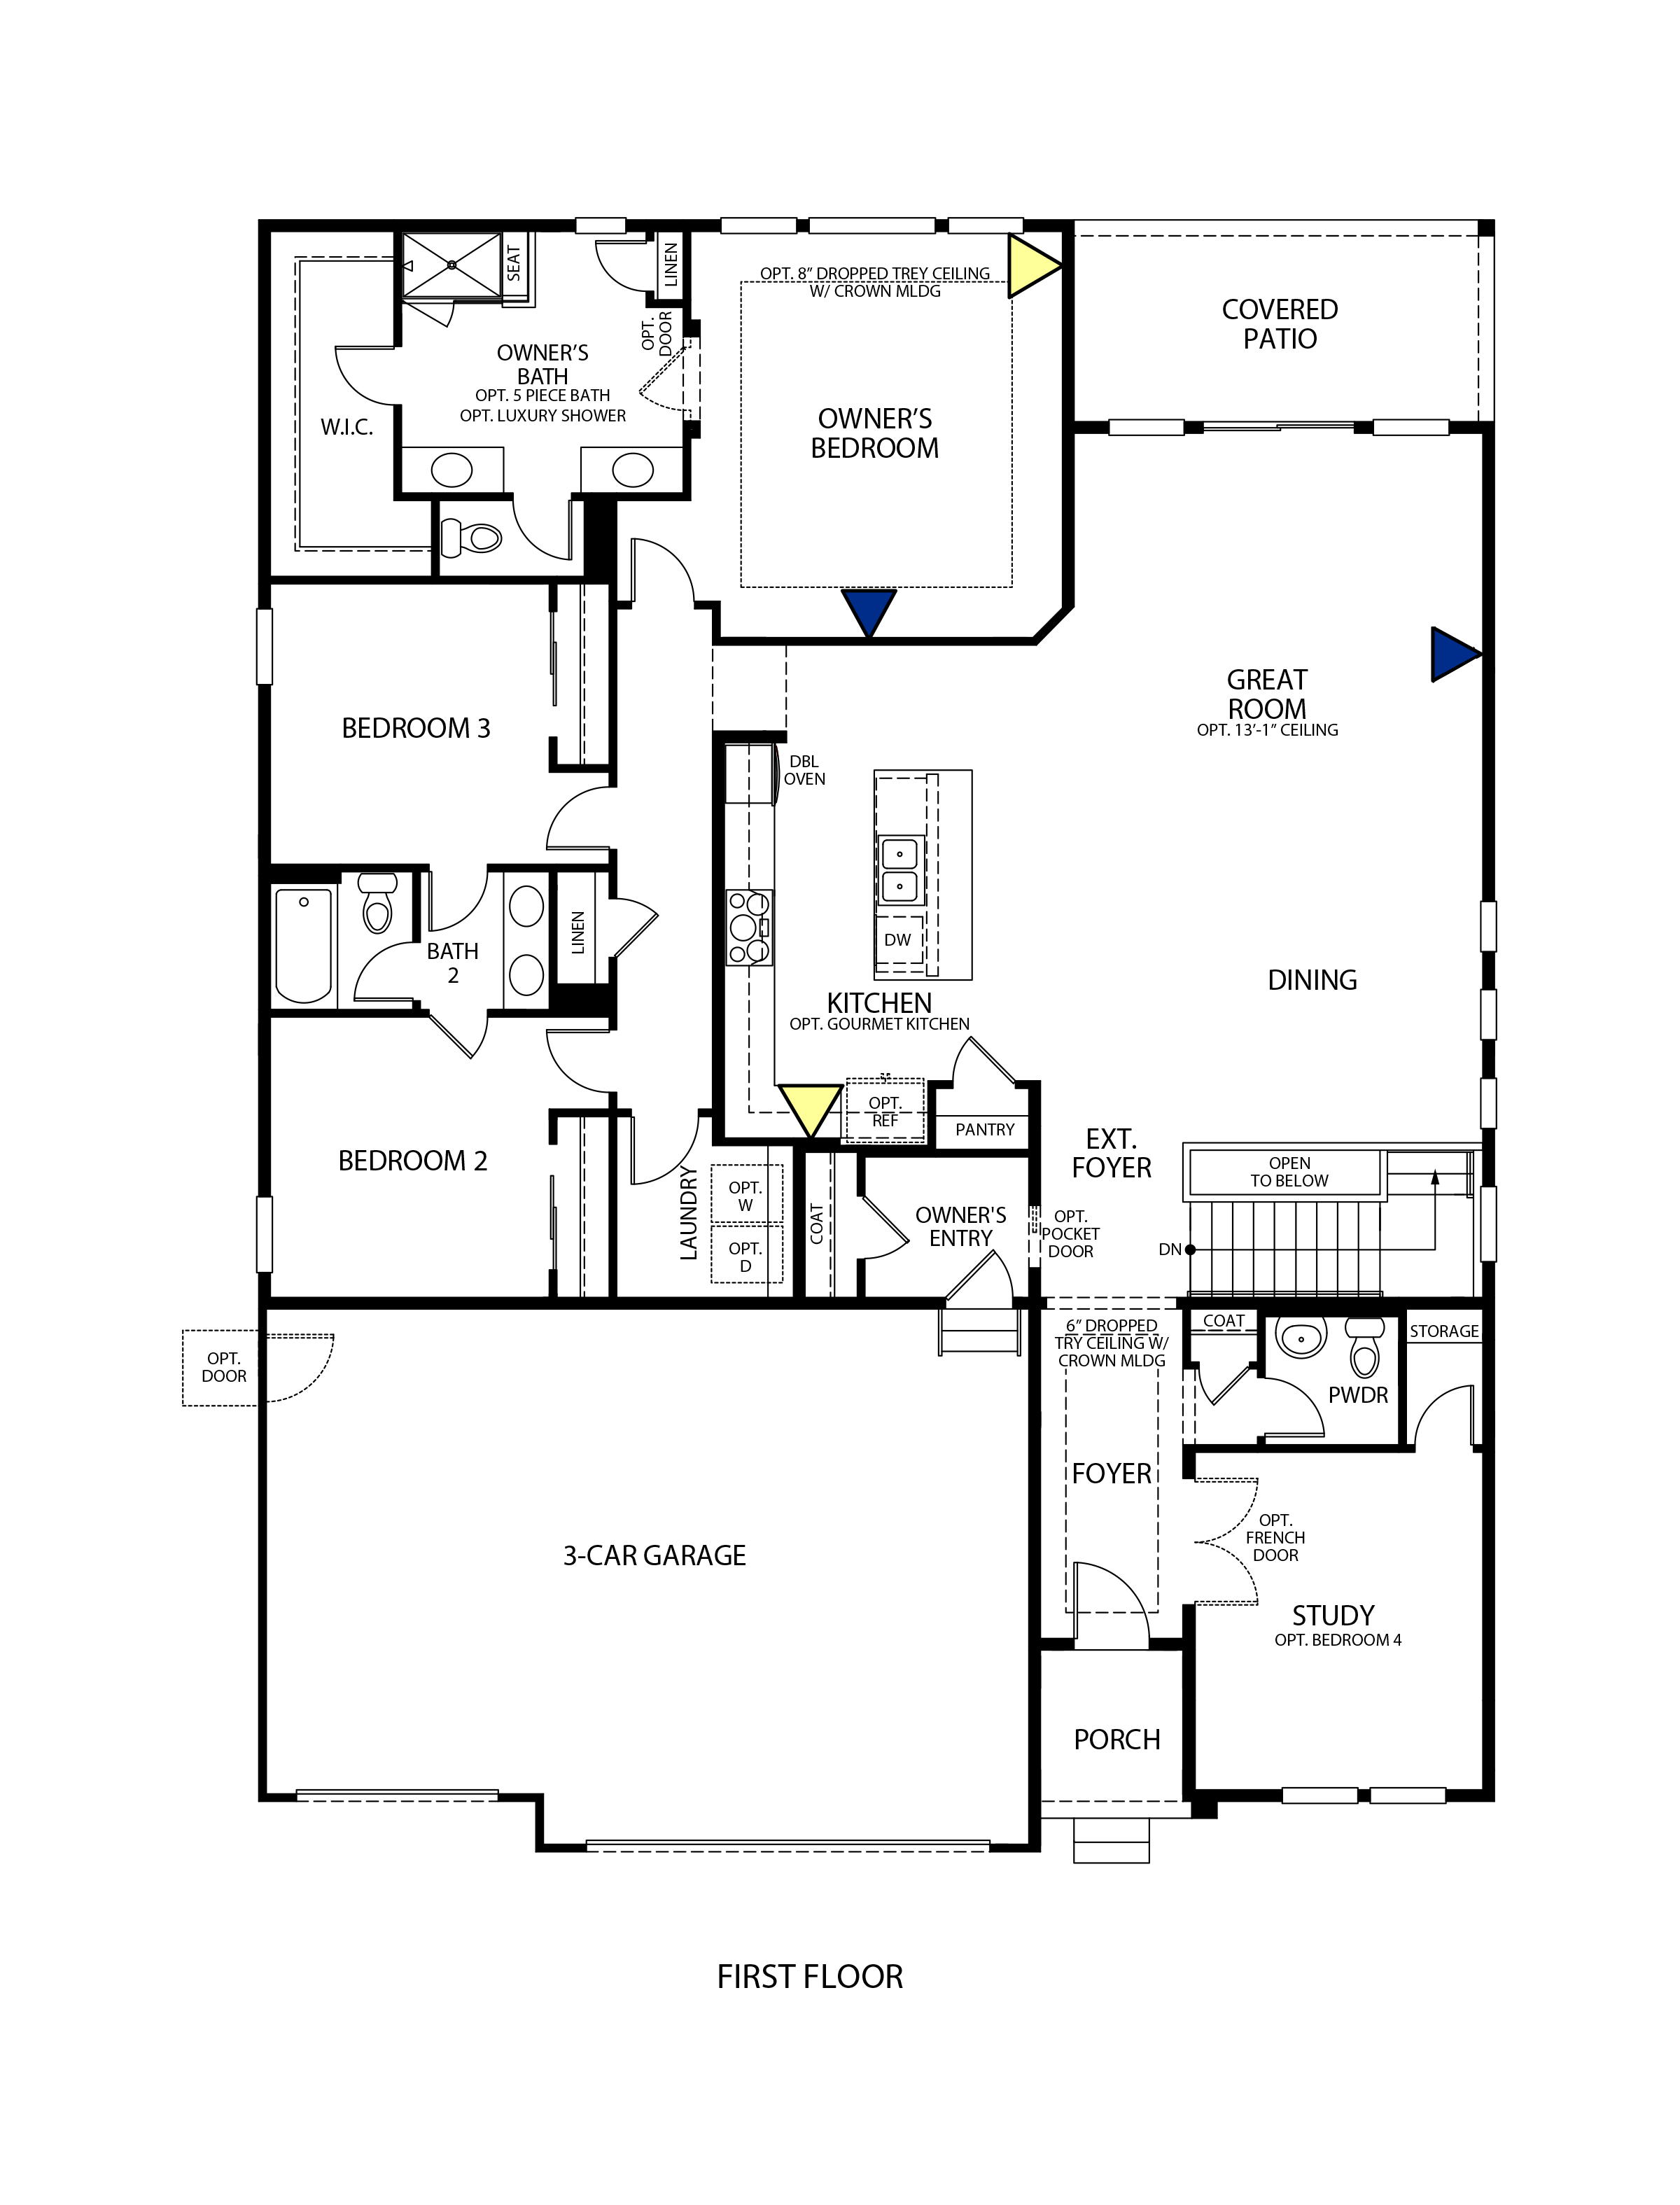 SEAT
LINEN
OPT. 8” DROPPED TREY CEILING
W/ CROWN MLDG
COVERED
PATIO
OPT.
DOOR
OWNER’S
BATH
OPT. 5 PIECE BATH
OPT. LUXURY SHOWER
W.I.C.
OWNER’S
BEDROOM
GREAT
ROOM
OPT. 13’-1” CEILING
BEDROOM 3
DBL
OVEN
LINEN
DW
BATH
2
DINING
KITCHEN
OPT. GOURMET KITCHEN
OPT.
REF
PANTRY
BEDROOM 2
EXT.
FOYER
OPEN
TO BELOW
LAUNDRY
OPT.
W
OPT.
D
COAT
OWNER'S
ENTRY
OPT.
POCKET
DOOR
DN
OPT.
DOOR
6” DROPPED
TRY CEILING W/
CROWN MLDG
COAT
STORAGE
PWDR
FOYER
OPT.
FRENCH
DOOR
3-CAR GARAGE
STUDY
OPT. BEDROOM 4
PORCH
FIRST FLOOR